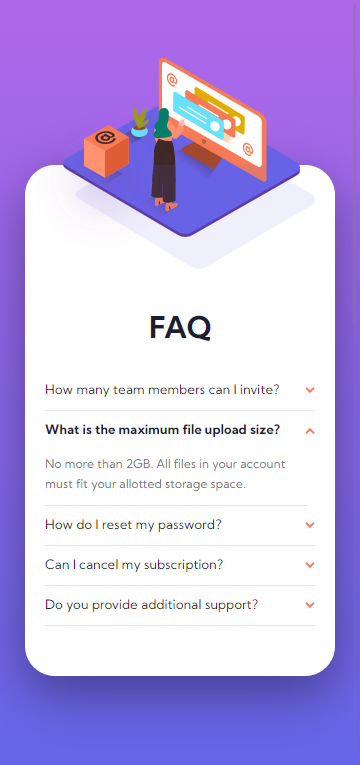 FAQ
How many team members can I invite?
What is the maximum file upload size?
No more than 2GB. All files in your account
must fit your allotted storage space.
How do I reset my password?
Can I cancel my subscription?
Do you provide additional support?